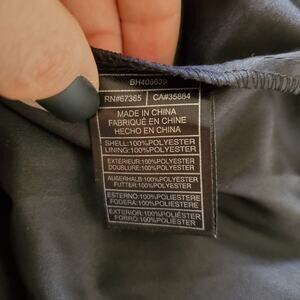 BH408639
RN#67365 CA#35884
MADE IN CHINA
FABRIQUÉ EN CHINE
HECHO EN CHINA
SHELL:100%POLYESTER
LINING:100%POLYESTER
EXTÉRIEUR:100%POLYESTER
DOUBLURE:100%POLYESTER
AUßERHALB:100%POLYESTER
FUTTER:100%POLYESTER
ESTERNO:100%POLIESTERE
FODERA:100%POLIESTERE
EXTERIOR:100%POLIÉSTER
FORRO:100%POLIÉSTER